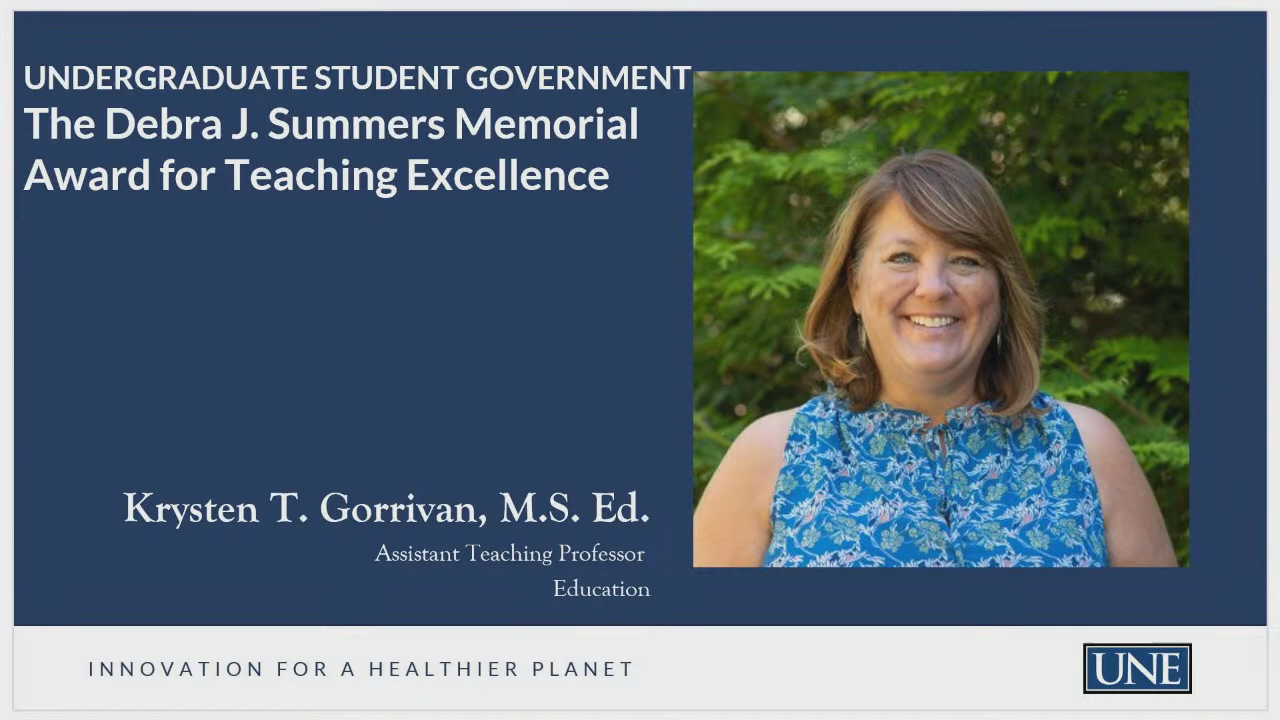 UNDERGRADUATE STUDENT GOVERNMENT
The Debra J. Summers Memorial
Award for Teaching Excellence
Krysten T. Gorrivan, M.S. Ed.
Assistant Teaching Professor
Education
INNOVATION FOR A HEALTHIER PLANET
UNE